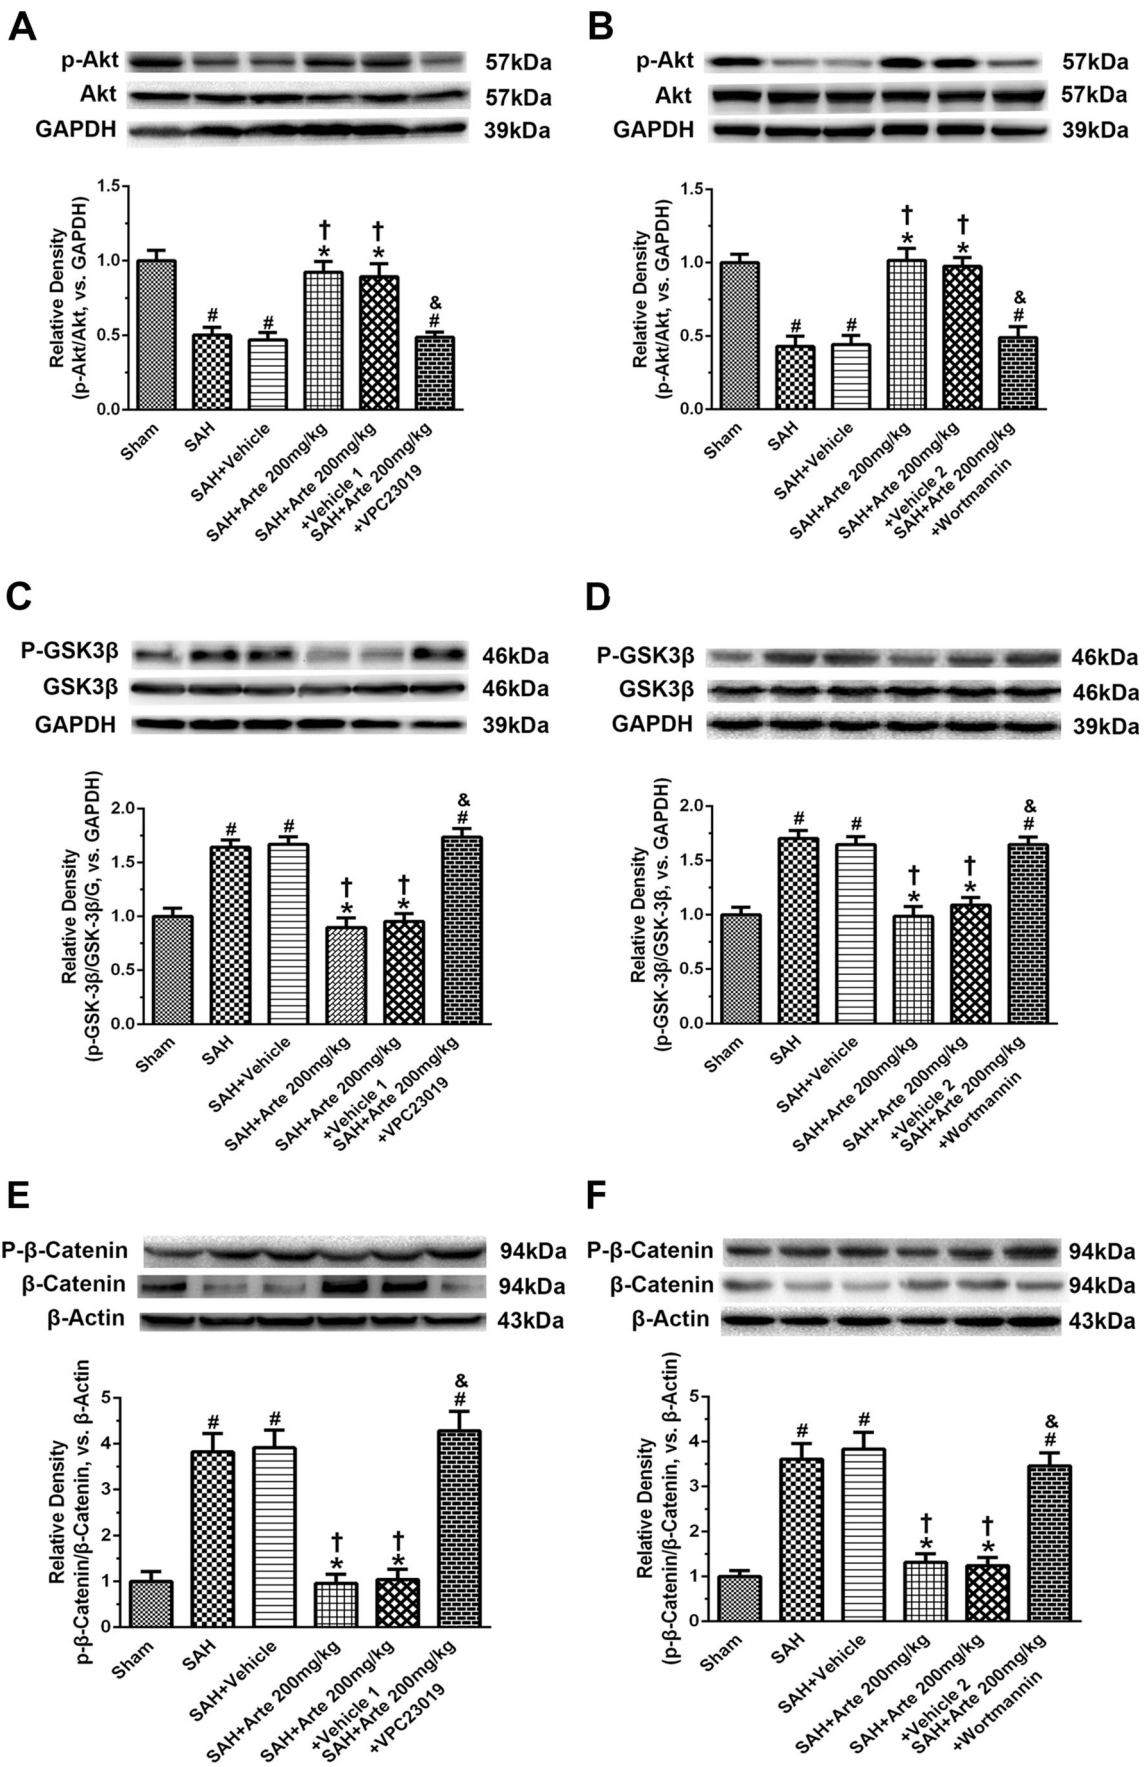 A
p-Akt 57kDa
Akt 57kDa
GAPDH 39kDa
Relative Density
(p-Akt/Akt, vs. GAPDH)
1.5
1.0
0.5
0.0
# # † * † * & #
Sham
SAH
SAH+Vehicle
SAH+Arte 200mg/kg
SAH+Arte 200mg/kg
+Vehicle 1
SAH+Arte 200mg/kg
+VPC23019
B
p-Akt 57kDa
Akt 57kDa
GAPDH 39kDa
Relative Density
(p-Akt/Akt, vs. GAPDH)
1.5
1.0
0.5
0.0
# # † * † * & #
Sham
SAH
SAH+Vehicle
SAH+Arte 200mg/kg
SAH+Arte 200mg/kg
+Vehicle 2
SAH+Arte 200mg/kg
+Wortmannin
C
P-GSK3β 46kDa
GSK3β 46kDa
GAPDH 39kDa
Relative Density
(p-GSK-3β/GSK-3β/G, vs. GAPDH)
2.0
1.5
1.0
0.5
0.0
# # † * † * & #
Sham
SAH
SAH+Vehicle
SAH+Arte 200mg/kg
SAH+Arte 200mg/kg
+Vehicle 1
SAH+Arte 200mg/kg
+VPC23019
D
P-GSK3β 46kDa
GSK3β 46kDa
GAPDH 39kDa
Relative Density
(p-GSK-3β/GSK-3β, vs. GAPDH)
2.0
1.5
1.0
0.5
0.0
# # † * † * & #
Sham
SAH
SAH+Vehicle
SAH+Arte 200mg/kg
SAH+Arte 200mg/kg
+Vehicle 2
SAH+Arte 200mg/kg
+Wortmannin
E
P-β-Catenin 94kDa
β-Catenin 94kDa
β-Actin 43kDa
Relative Density
p-β-Catenin/β-Catenin, vs. β-Actin
5
4
3
2
1
0
# # † * † * & #
Sham
SAH
SAH+Vehicle
SAH+Arte 200mg/kg
SAH+Arte 200mg/kg
+Vehicle 1
SAH+Arte 200mg/kg
+VPC23019
F
P-β-Catenin 94kDa
β-Catenin 94kDa
β-Actin 43kDa
Relative Density
(p-β-Catenin/β-Catenin, vs. β-Actin)
5
4
3
2
1
0
# # † * † * & #
Sham
SAH
SAH+Vehicle
SAH+Arte 200mg/kg
SAH+Arte 200mg/kg
+Vehicle 2
SAH+Arte 200mg/kg
+Wortmannin